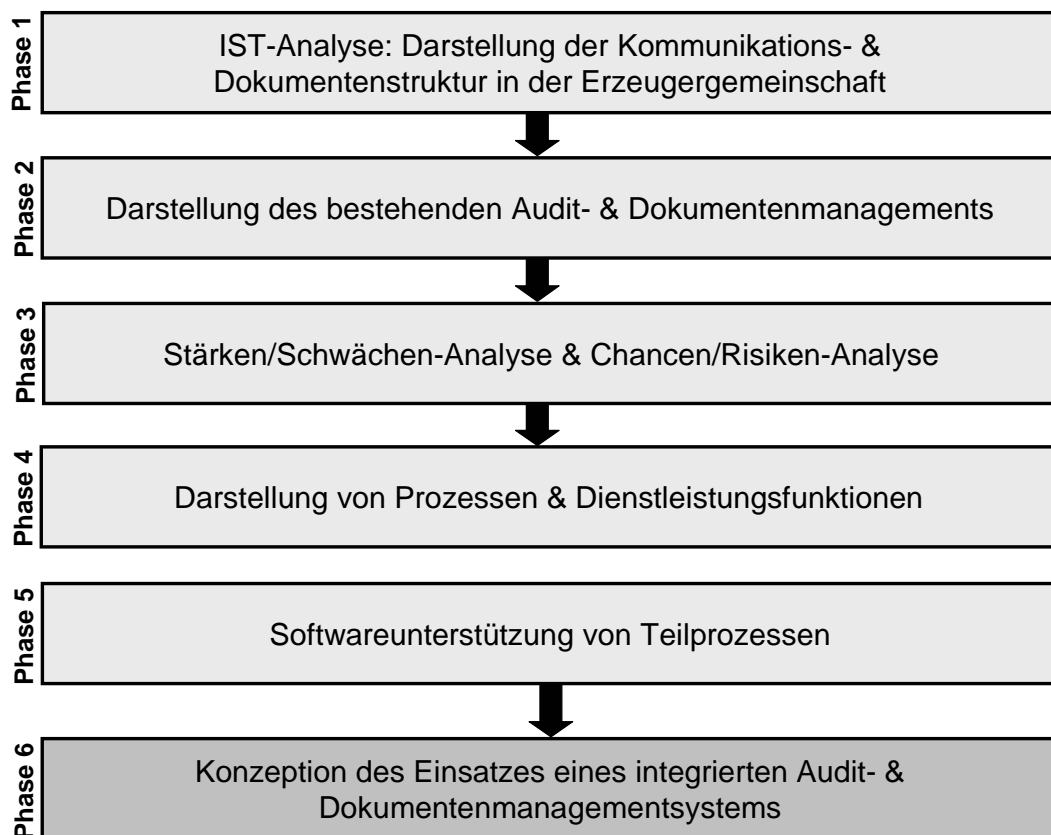 Phase 1
IST-Analyse: Darstellung der Kommunikations- &
Dokumentenstruktur in der Erzeugergemeinschaft
Phase 2
Darstellung des bestehenden Audit- & Dokumentenmanagements
Phase 3
Stärken/Schwächen-Analyse & Chancen/Risiken-Analyse
Phase 4
Darstellung von Prozessen & Dienstleistungsfunktionen
Phase 5
Softwareunterstützung von Teilprozessen
Phase 6
Konzeption des Einsatzes eines integrierten Audit- &
Dokumentenmanagementsystems